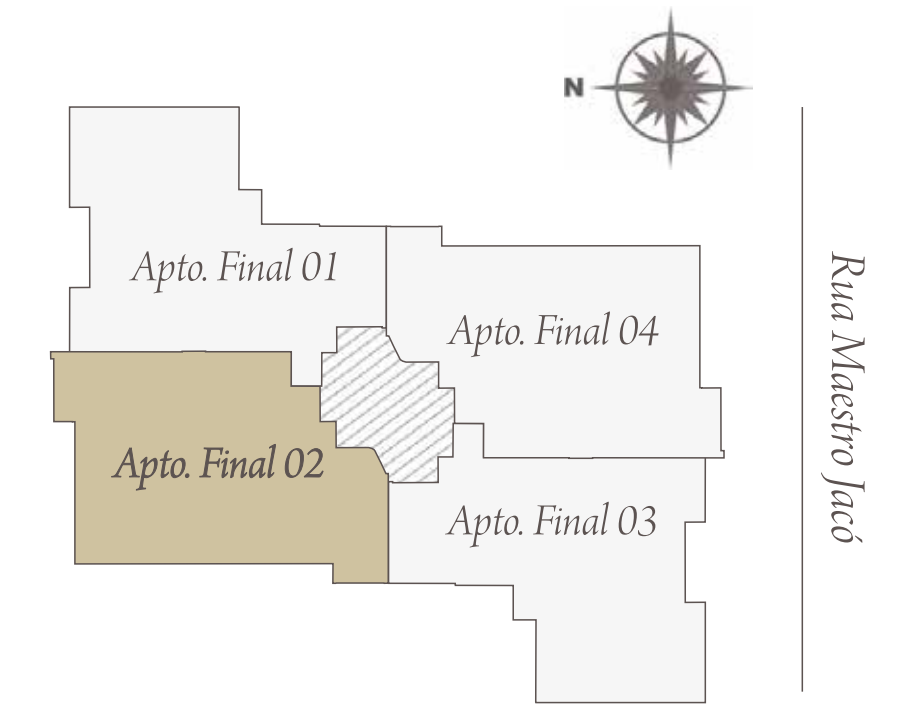 N
Apto. Final 01
Apto. Final 04
Apto. Final 02
Apto. Final 03
Rua Maestro Jacó